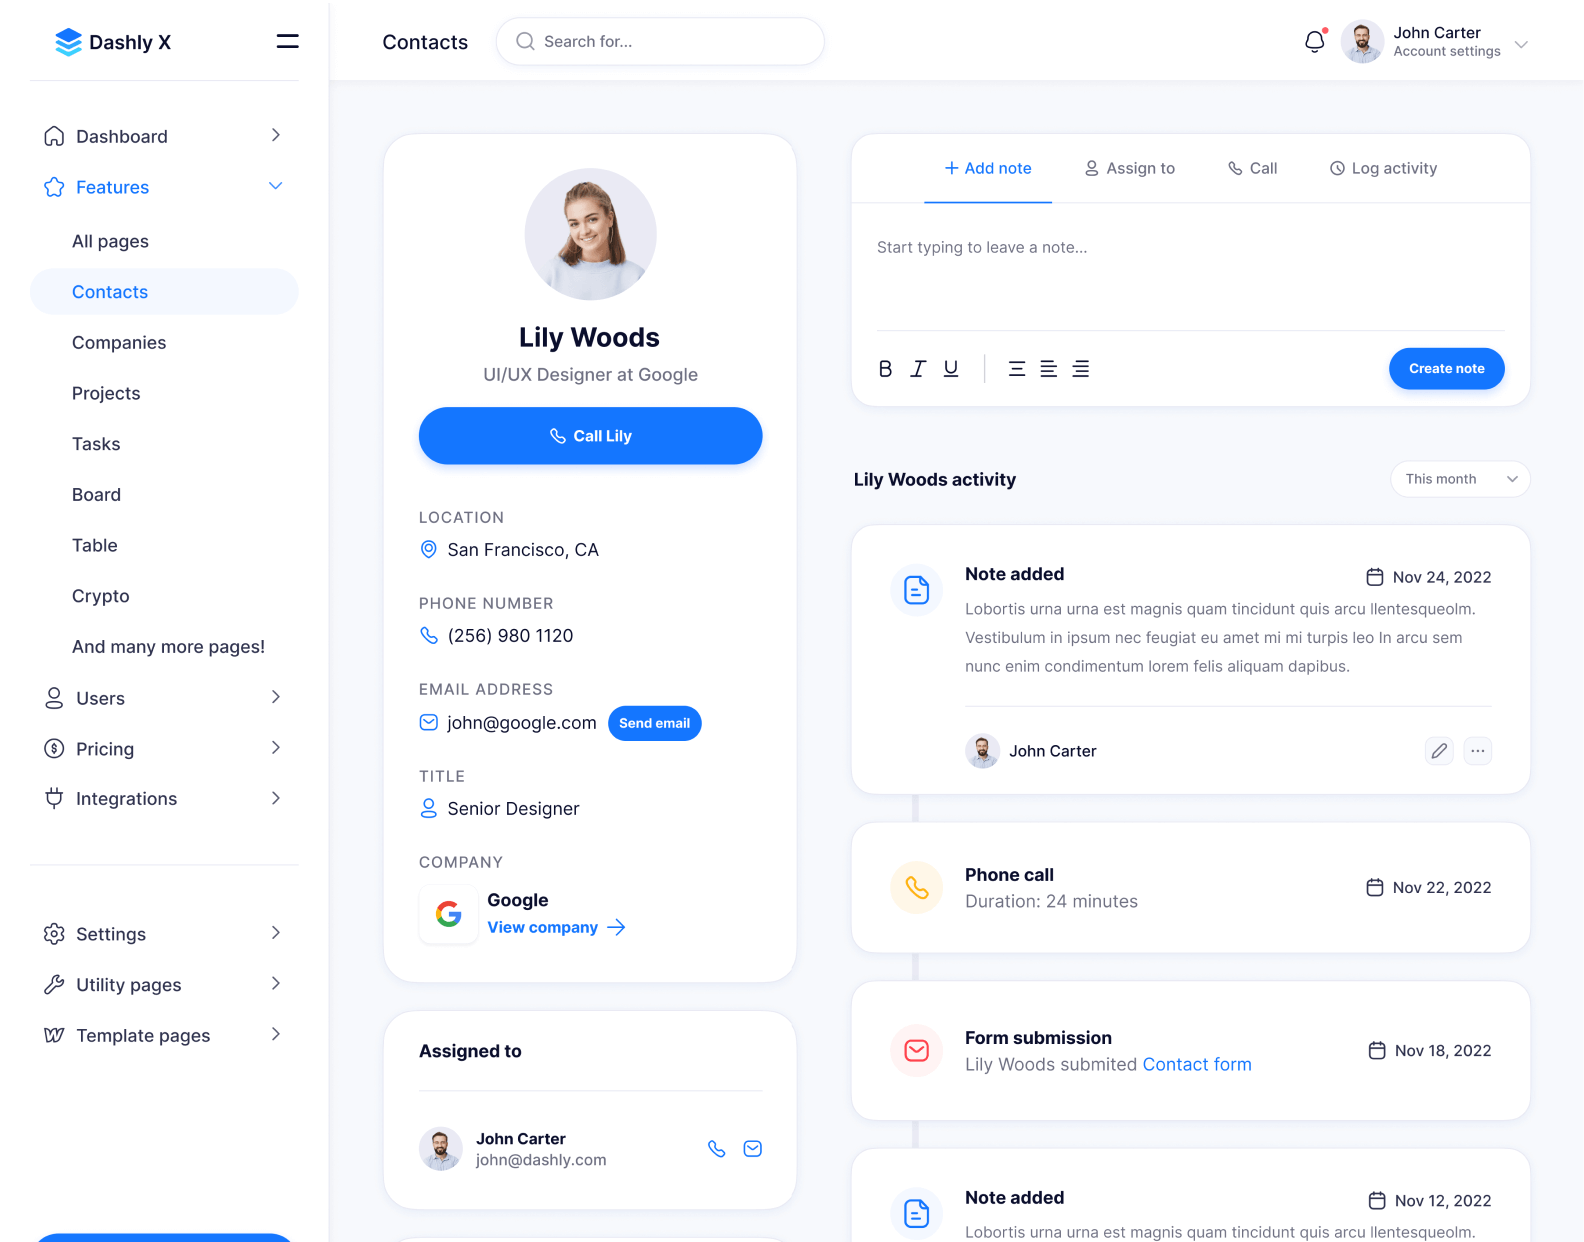 Dashly X
Dashboard
Features
All pages
Contacts
Companies
Projects
Tasks
Board
Table
Crypto
And many more pages!
Users
Pricing
Integrations
Settings
Utility pages
Template pages
Contacts
Search for...
John Carter
Account settings
Lily Woods
UI/UX Designer at Google
Call Lily
LOCATION
San Francisco, CA
PHONE NUMBER
(256) 980 1120
EMAIL ADDRESS
john@google.com
Send email
TITLE
Senior Designer
COMPANY
Google
View company
Assigned to
John Carter
john@dashly.com
Add note
Assign to
Call
Log activity
Start typing to leave a note...
B I U
Create note
Lily Woods activity
This month
Note added
Nov 24, 2022
Lobortis urna urna est magnis quam tincidunt quis arcu llentesqueolm.
Vestibulum in ipsum nec feugiat eu amet mi mi turpis leo In arcu sem
nunc enim condimentum lorem felis aliquam dapibus.
John Carter
Phone call
Duration: 24 minutes
Nov 22, 2022
Form submission
Lily Woods submited Contact form
Nov 18, 2022
Note added
Nov 12, 2022
Lobortis urna urna est magnis quam tincidunt quis arcu llentesqueolm.